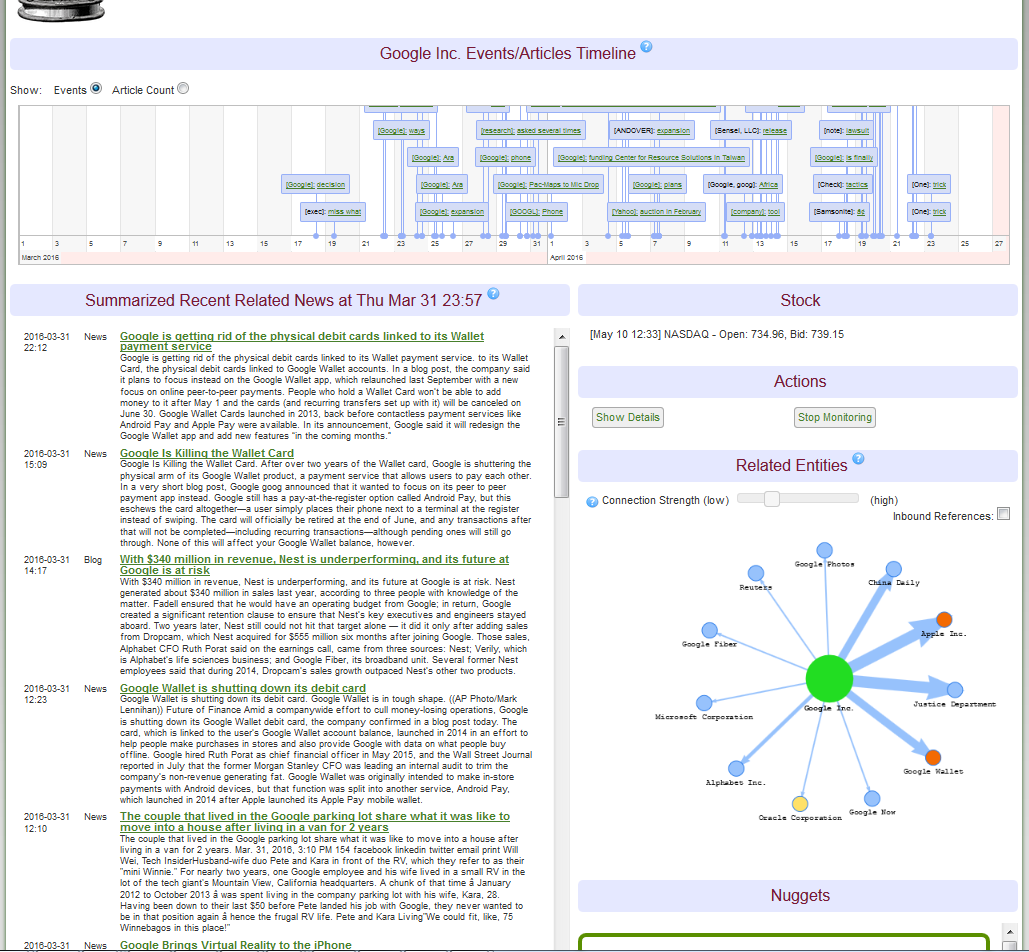 Google Inc. Events/Articles Timeline
Show: Events Article Count
[Google]: ways
[research]: asked several times
[ANDOVER]: expansion
[Sensei, LLC]: release
[note]: lawsuit
[Google]: Ara
[Google]: phone
[Google]: funding Center for Resource Solutions in Taiwan
[Google]: is finally
[Google]: decision
[Google]: Ara
[Google]: Pac-Maps to Mic Drop
[Google]: plans
[Google, goog]: Africa
[Check]: tactics
[One]: trick
[exec]: miss what
[Google]: expansion
[GOOGL]: Phone
[Yahoo]: auction in February
[company]: tool
[Samsonite]: âé
[One]: trick
1 3 5 7 9 11 13 15 17 19 21 23 25 27 29 31 1 3 5 7 9 11 13 15 17 19 21 23 25 27
March 2016 April 2016
Summarized Recent Related News at Thu Mar 31 23:57
2016-03-31 22:12 News Google is getting rid of the physical debit cards linked to its Wallet
payment service
Google is getting rid of the physical debit cards linked to its Wallet payment service. to its Wallet
Card, the physical debit cards linked to Google Wallet accounts. In a blog post, the company said
it plans to focus instead on the Google Wallet app, which relaunched last September with a new
focus on online peer-to-peer payments. People who hold a Wallet Card won't be able to add
money to it after May 1 and the cards (and recurring transfers set up with it) will be canceled on
June 30. Google Wallet Cards launched in 2013, back before contactless payment services like
Android Pay and Apple Pay were available. In its announcement, Google said it will redesign the
Google Wallet app and add new features “in the coming months.”
2016-03-31 15:09 News Google Is Killing the Wallet Card
Google Is Killing the Wallet Card. After over two years of the Wallet card, Google is shuttering the
physical arm of its Google Wallet product, a payment service that allows users to pay each other.
In a very short blog post, Google goog announced that it wanted to focus on its peer to peer
payment app instead. Google still has a pay-at-the-register option called Android Pay, but this
eschews the card altogether—a user simply places their phone next to a terminal at the register
instead of swiping. The card will officially be retired at the end of June, and any transactions after
that will not be completed—including recurring transactions—although pending ones will still go
through. None of this will affect your Google Wallet balance, however.
2016-03-31 14:17 Blog With $340 million in revenue, Nest is underperforming, and its future at
Google is at risk
With $340 million in revenue, Nest is underperforming, and its future at Google is at risk. Nest
generated about $340 million in sales last year, according to three people with knowledge of the
matter. Fadell ensured that he would have an operating budget from Google; in return, Google
created a significant retention clause to ensure that Nest's key executives and engineers stayed
aboard. Two years later, Nest still could not hit that target alone — it did it only after adding sales
from Dropcam, which Nest acquired for $555 million six months after joining Google. Those sales,
Alphabet CFO Ruth Porat said on the earnings call, came from three sources: Nest; Verily, which
is Alphabet's life sciences business; and Google Fiber, its broadband unit. Several former Nest
employees said that during 2014, Dropcam's sales growth outpaced Nest's other two products.
2016-03-31 12:23 News Google Wallet is shutting down its debit card
Google Wallet is shutting down its debit card. Google Wallet is in tough shape. ((AP Photo/Mark
Lennihan)) Future of Finance Amid a companywide effort to cull money-losing operations, Google
is shutting down its Google Wallet debit card, the company confirmed in a blog post today. The
card, which is linked to the user's Google Wallet account balance, launched in 2014 in an effort to
help people make purchases in stores and also provide Google with data on what people buy
offline. Google hired Ruth Porat as chief financial officer in May 2015, and the Wall Street Journal
reported in July that the former Morgan Stanley CFO was leading an internal audit to trim the
company's non-revenue generating fat. Google Wallet was originally intended to make in-store
payments with Android devices, but that function was split into another service, Android Pay,
which launched in 2014 after Apple launched its Apple Pay mobile wallet.
2016-03-31 12:10 News The couple that lived in the Google parking lot share what it was like to
move into a house after living in a van for 2 years
The couple that lived in the Google parking lot share what it was like to move into a house after
living in a van for 2 years. Mar. 31, 2016, 3:10 PM 154 facebook linkedin twitter email print Will
Wei, Tech InsiderHusband-wife duo Pete and Kara in front of the RV, which they refer to as their
"mini Winnie." For nearly two years, one Google employee and his wife lived in a small RV in the
lot of the tech giant's Mountain View, California headquarters. A chunk of that time â January
2012 to October 2013 â was spent living in the company parking lot with his wife, Kara, 28.
Having been down to their last $50 before Pete landed his job with Google, they never wanted to
be in that position again â hence the frugal RV life. Pete and Kara Living"We could fit, like, 75
Winnebagos in this place!"
2016-03-31 News Google Brings Virtual Reality to the iPhone
Stock
[May 10 12:33] NASDAQ - Open: 734.96, Bid: 739.15
Actions
Show Details Stop Monitoring
Related Entities
Connection Strength (low) (high)
Inbound References:
Google Photos
China Daily
Reuters
Apple Inc.
Google Fiber
Justice Department
Google Inc.
Microsoft Corporation
Google Wallet
Alphabet Inc.
Google Now
Oracle Corporation
Nuggets